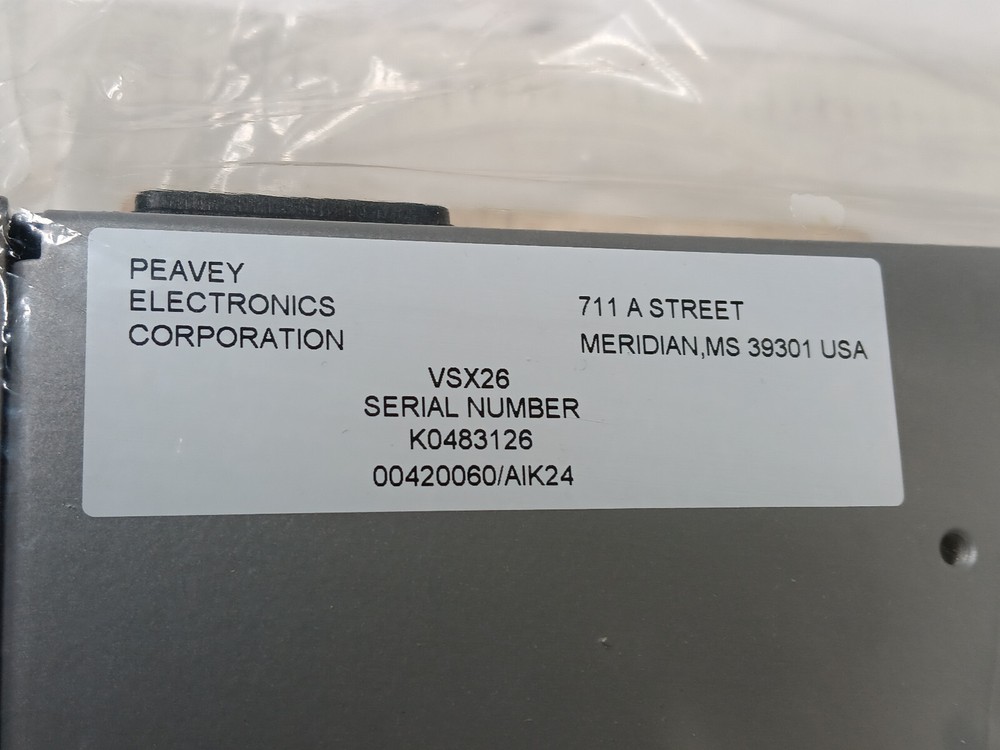 PEAVEY
ELECTRONICS
CORPORATION
711 A STREET
MERIDIAN,MS 39301 USA
VSX26
SERIAL NUMBER
K0483126
00420060/AIK24